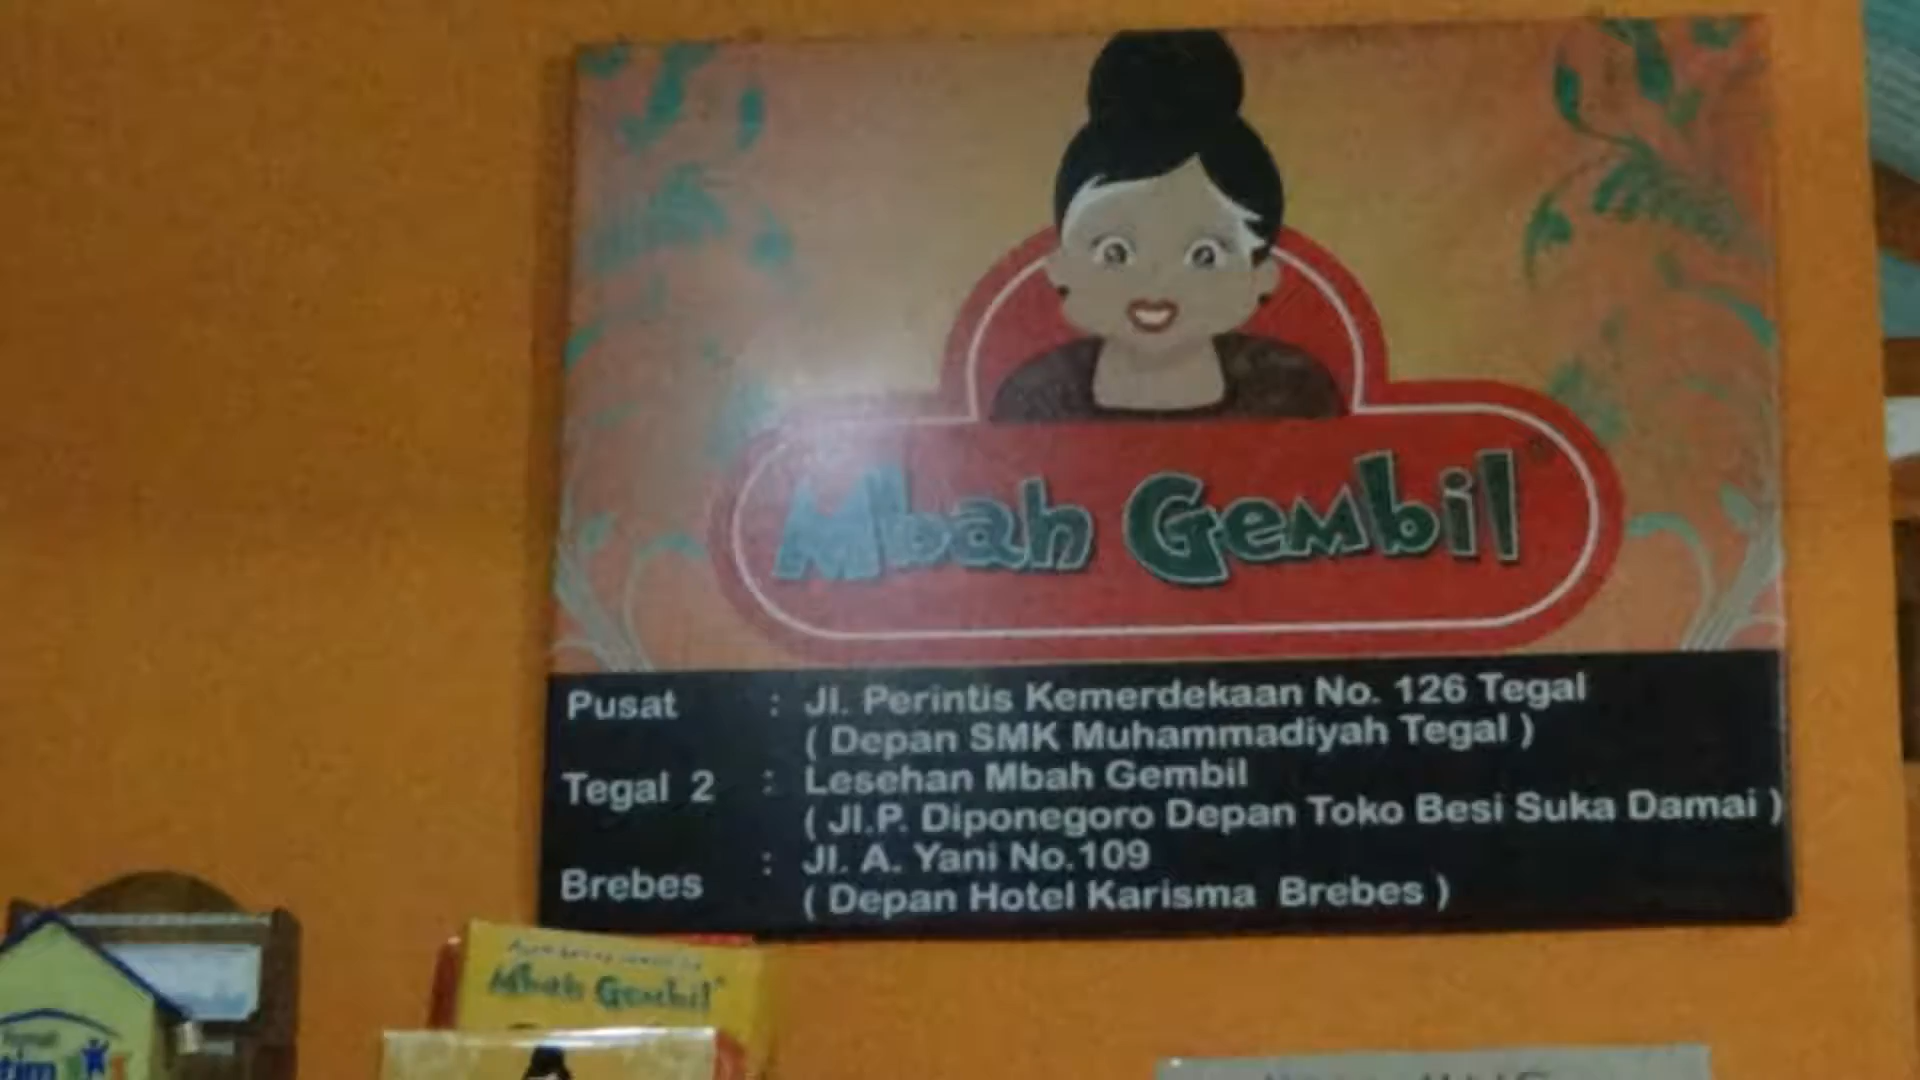 Mbah Gembil
Pusat : Jl. Perintis Kemerdekaan No. 126 Tegal
( Depan SMK Muhammadiyah Tegal )
Tegal 2 : Lesehan Mbah Gembil
( Jl.P. Diponegoro Depan Toko Besi Suka Damai )
Brebes : Jl. A. Yani No.109
( Depan Hotel Karisma Brebes )
Mbah Gembil